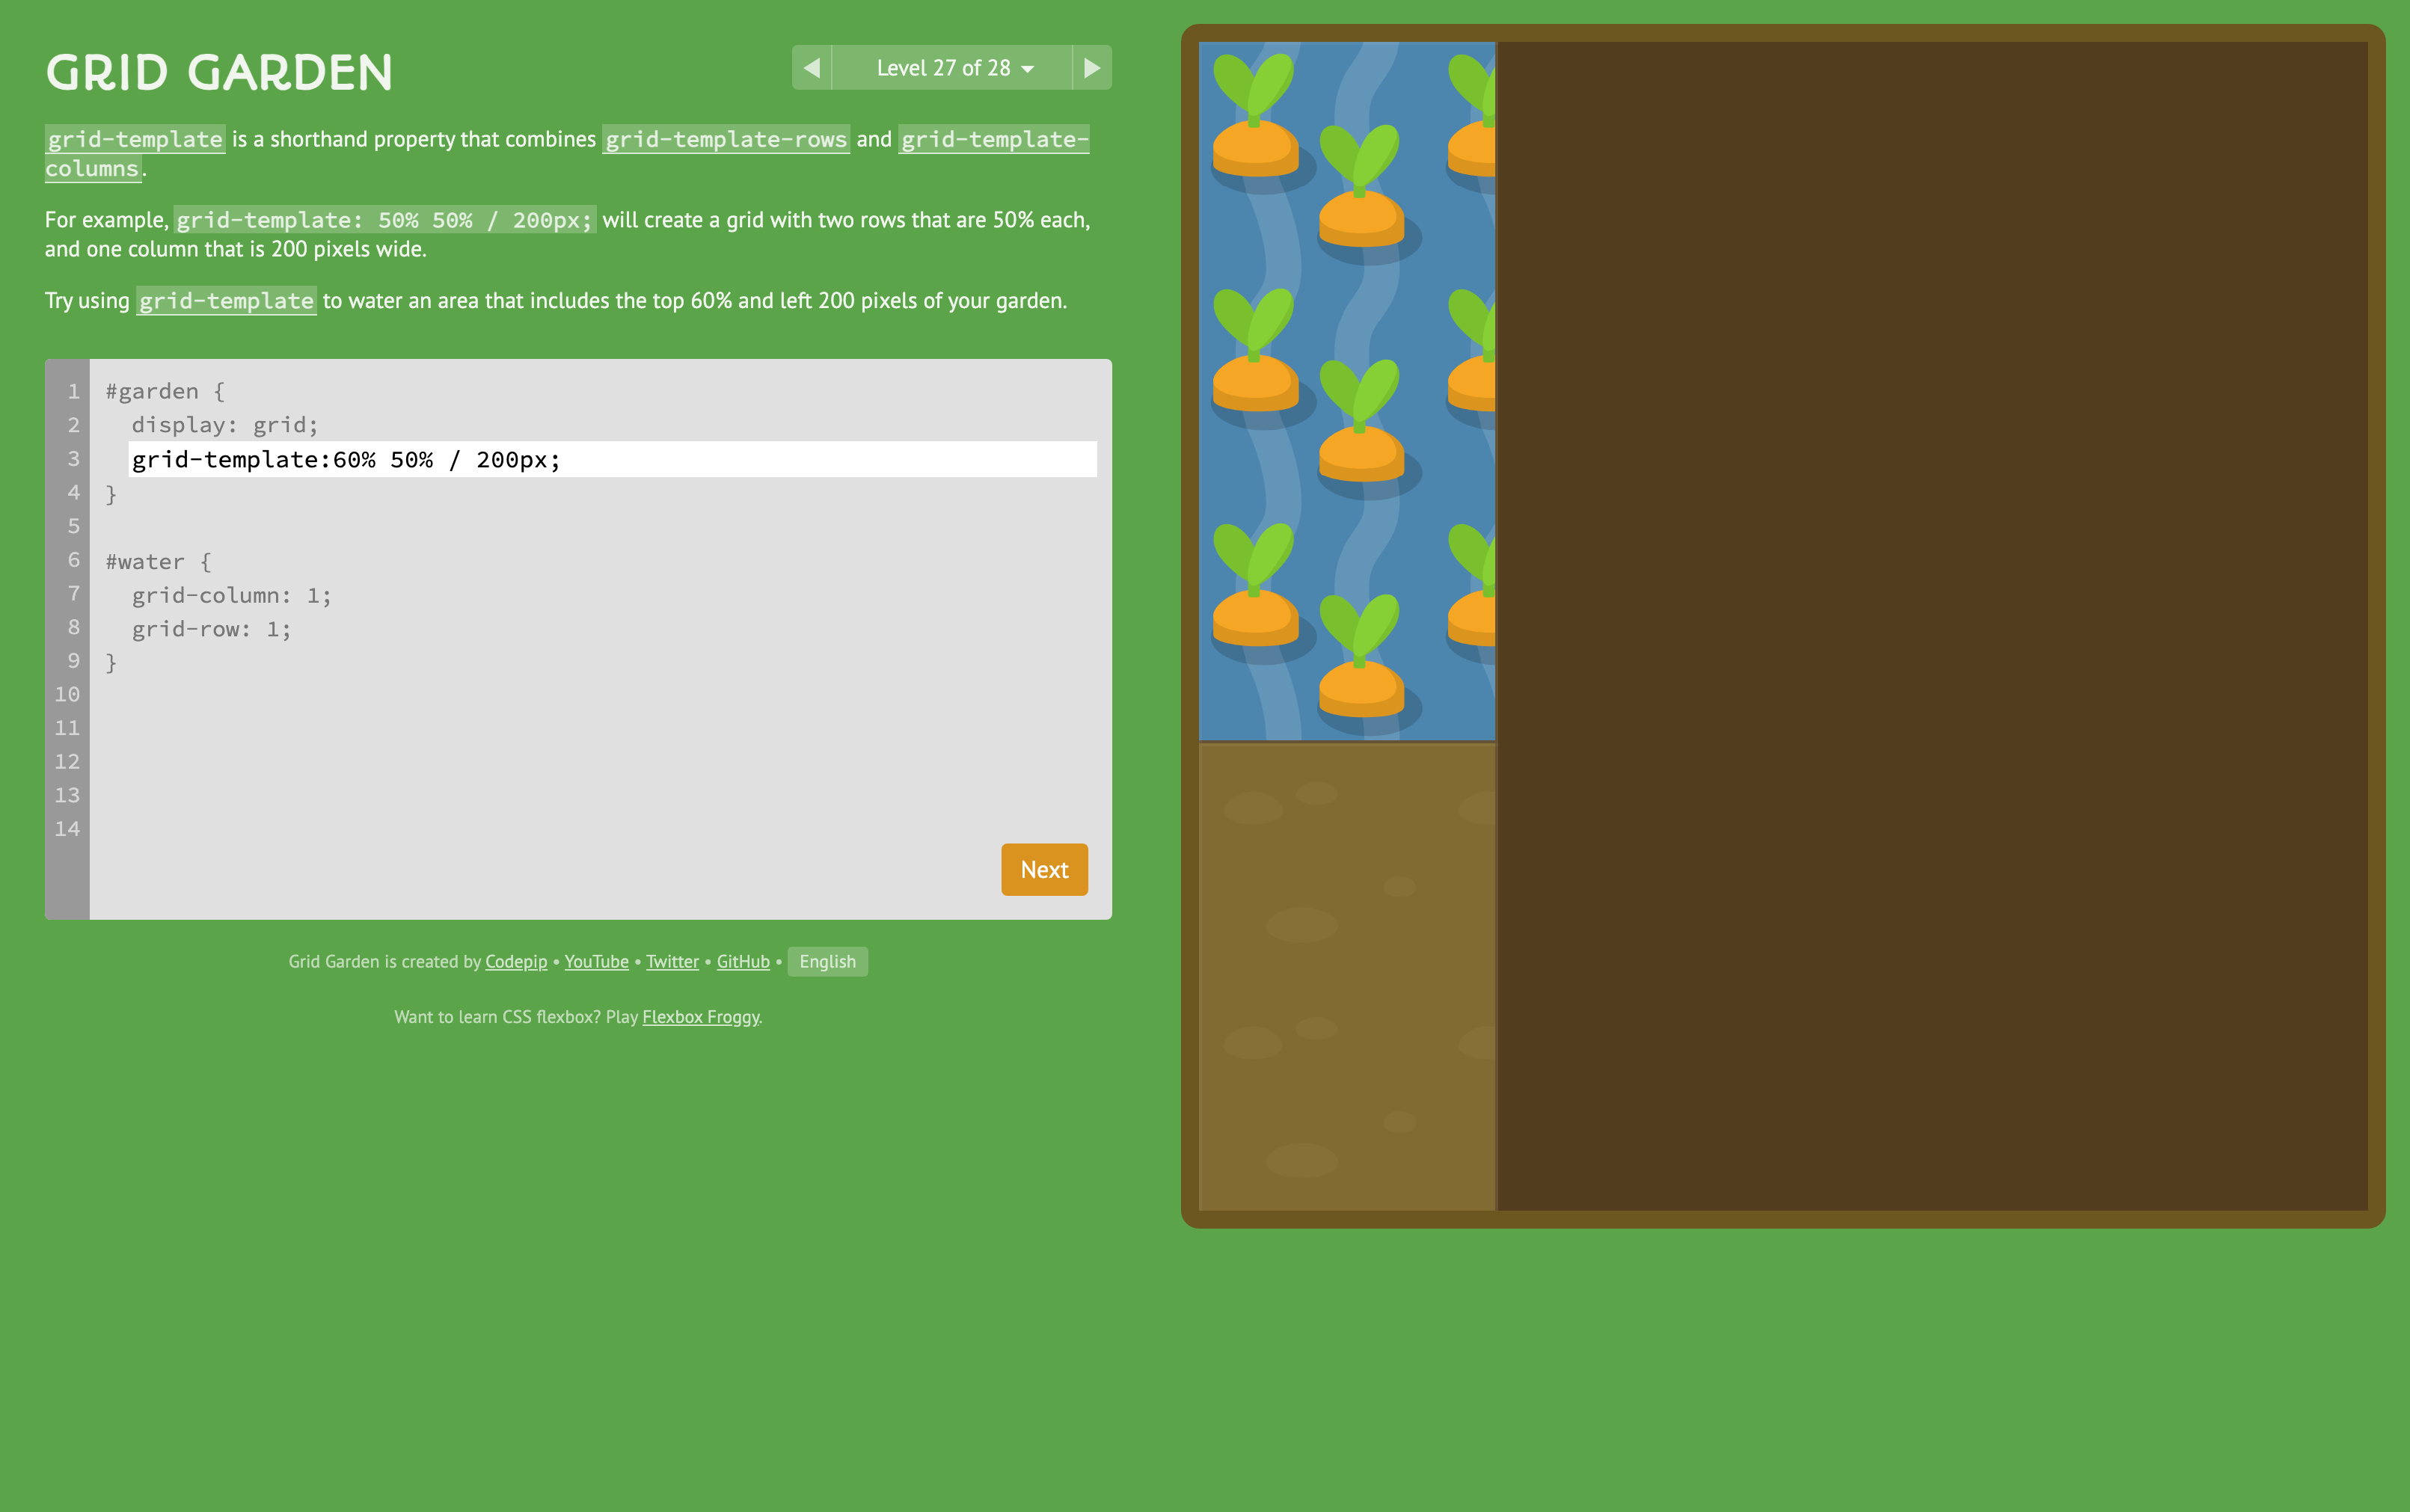 GRID GARDEN
Level 27 of 28
grid-template is a shorthand property that combines grid-template-rows and grid-template-
columns.
For example, grid-template: 50% 50% / 200px; will create a grid with two rows that are 50% each,
and one column that is 200 pixels wide.
Try using grid-template to water an area that includes the top 60% and left 200 pixels of your garden.
1 #garden {
2 display: grid;
3 grid-template:60% 50% / 200px;
4 }
5
6 #water {
7 grid-column: 1;
8 grid-row: 1;
9 }
10
11
12
13
14
Next
Grid Garden is created by Codepip • YouTube • Twitter • GitHub • English
Want to learn CSS flexbox? Play Flexbox Froggy.